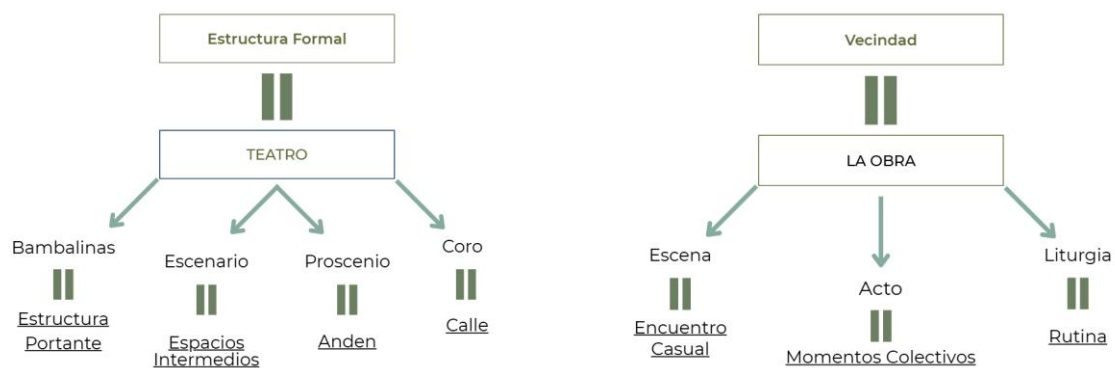 Estructura Formal
TEATRO
Bambalinas
Estructura
Portante
Escenario
Espacios
Intermedios
Proscenio
Anden
Coro
Calle
Vecindad
LA OBRA
Escena
Encuentro
Casual
Acto
Momentos Colectivos
Liturgia
Rutina